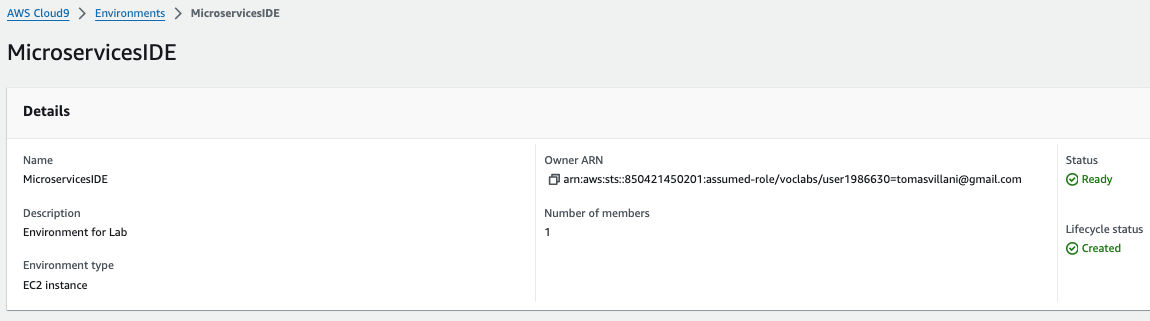 AWS Cloud9 > Environments > MicroservicesIDE
MicroservicesIDE
Details
Name
MicroservicesIDE
Description
Environment for Lab
Environment type
EC2 instance
Owner ARN
arn:aws:sts::850421450201:assumed-role/voclabs/user1986630=tomasvillani@gmail.com
Number of members
1
Status
Ready
Lifecycle status
Created